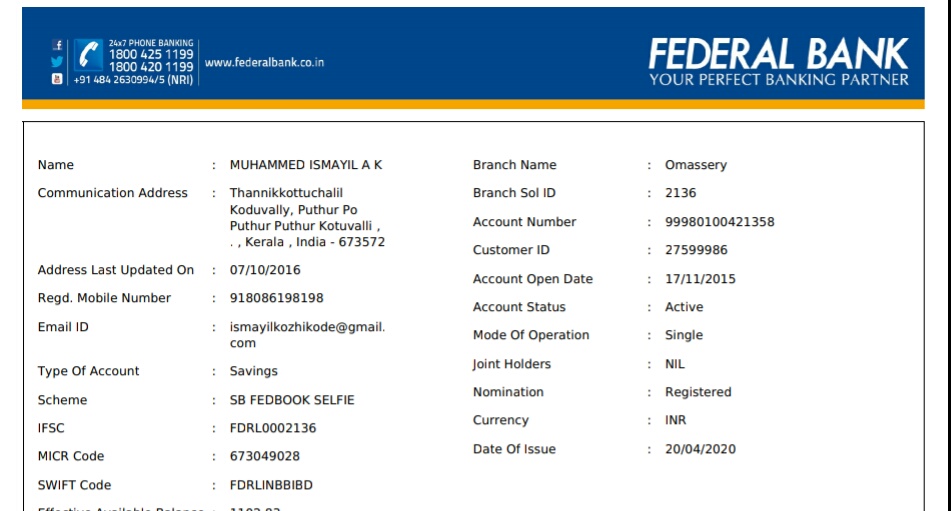 24x7 PHONE BANKING
1800 425 1199
1800 420 1199
+91 484 2630994/5 (NRI)
www.federalbank.co.in
FEDERAL BANK
YOUR PERFECT BANKING PARTNER
Name : MUHAMMED ISMAYIL A K
Communication Address : Thannikkottuchalil
Koduvally, Puthur Po
Puthur Puthur Kotuvalli ,
. , Kerala , India - 673572
Address Last Updated On : 07/10/2016
Regd. Mobile Number : 918086198198
Email ID : ismayilkozhikode@gmail.
com
Type Of Account : Savings
Scheme : SB FEDBOOK SELFIE
IFSC : FDRL0002136
MICR Code : 673049028
SWIFT Code : FDRLINBBIBD
Effective Available Balance : 1102.93
Branch Name : Omassery
Branch Sol ID : 2136
Account Number : 99980100421358
Customer ID : 27599986
Account Open Date : 17/11/2015
Account Status : Active
Mode Of Operation : Single
Joint Holders : NIL
Nomination : Registered
Currency : INR
Date Of Issue : 20/04/2020